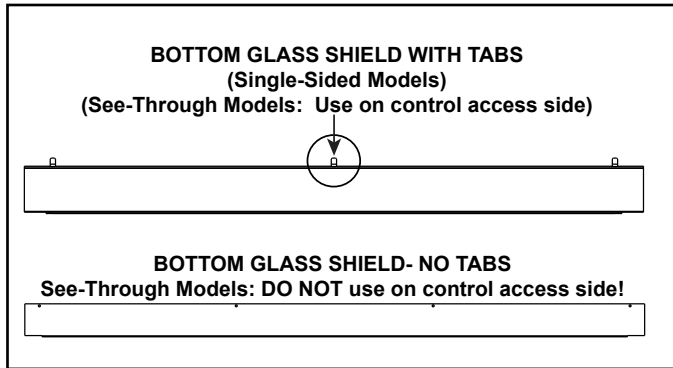 BOTTOM GLASS SHIELD WITH TABS
(Single-Sided Models)
(See-Through Models:  Use on control access side)
BOTTOM GLASS SHIELD- NO TABS
See-Through Models: DO NOT use on control access side!